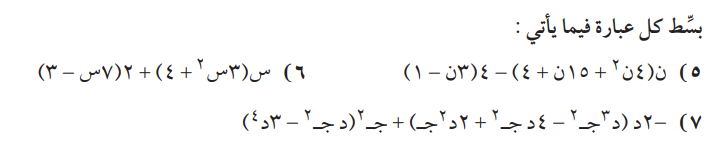 بسِّط كل عبارة فيما يأتي :
٥) ن(٤ن٢ + ١٥ن + ٤) – ٤(٣ن – ١) ٦) س(٣س٢ + ٤) + ٢(٧س – ٣)
٧) –٢د (د٣جـ٢ – ٤د جـ٢ + ٢د٢جـ) + جـ٢(د جـ٢ – ٣د٤)